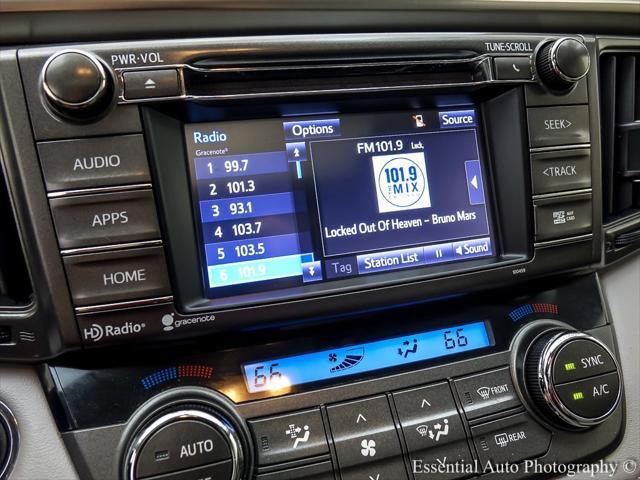 PWR·VOL
TUNE·SCROLL
AUDIO
APPS
HOME
HD Radio
gracenote
SEEK>
<TRACK
Radio
Gracenote®
Options
Source
1 99.7
2 101.3
3 93.1
4 103.7
5 103.5
6 101.9
FM101.9
101.9
THE MIX
Locked Out Of Heaven - Bruno Mars
Tag
Station List
Sound
66
66
AUTO
FRONT
REAR
SYNC
A/C
Essential Auto Photography ©